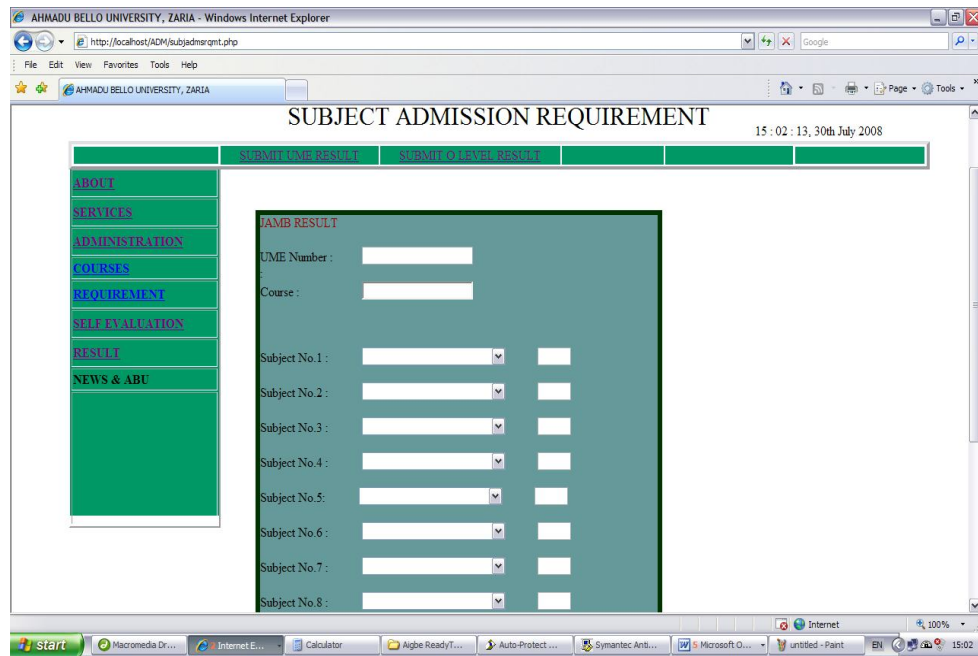 AHMADU BELLO UNIVERSITY, ZARIA - Windows Internet Explorer
http://localhost/ADM/subjadmsrqmt.php
Google
File Edit View Favorites Tools Help
AHMADU BELLO UNIVERSITY, ZARIA
Page Tools
SUBJECT ADMISSION REQUIREMENT
15 : 02 : 13, 30th July 2008
SUBMIT UME RESULT SUBMIT O LEVEL RESULT
ABOUT
SERVICES
ADMINISTRATION
COURSES
REQUIREMENT
SELF EVALUATION
RESULT
NEWS & ABU
JAMB RESULT
UME Number :
:
Course :
Subject No.1 :
Subject No.2 :
Subject No.3 :
Subject No.4 :
Subject No.5:
Subject No.6 :
Subject No.7 :
Subject No.8 :
Internet 100%
start Macromedia Dr... 2 Internet E... Calculator Aigbe ReadyT... Auto-Protect ... Symantec Anti... 5 Microsoft O... untitled - Paint EN 15:02